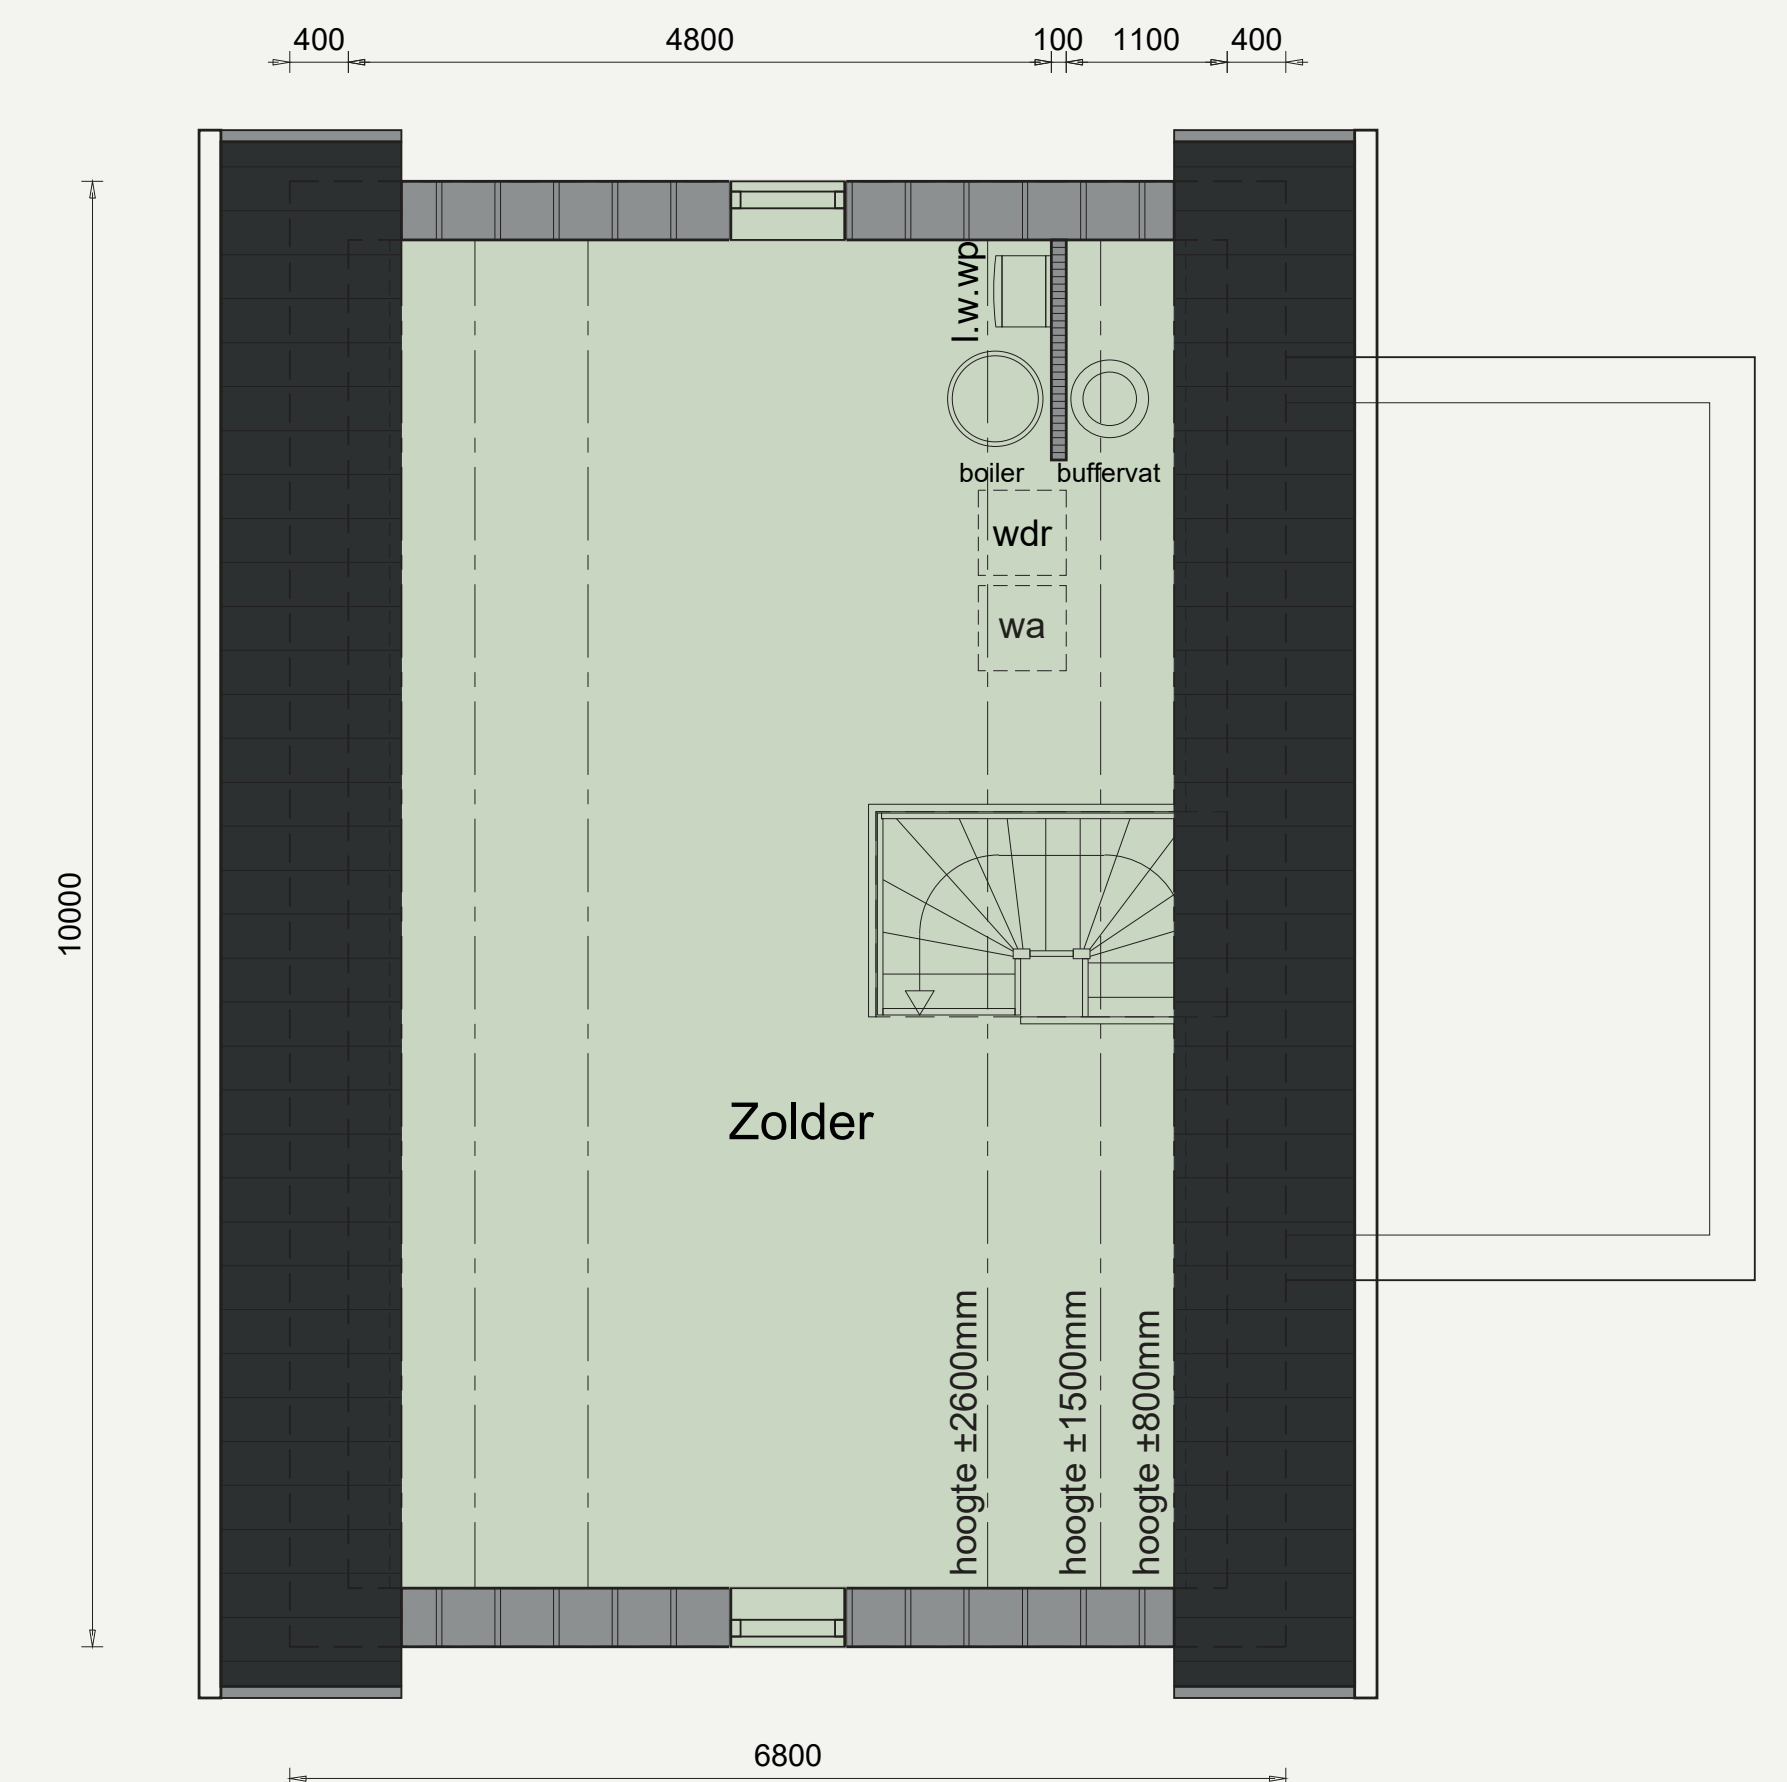 400
4800
100
1100
400
l.w.wp
boiler
buffervat
wdr
wa
10000
Zolder
hoogte ±2600mm
hoogte ±1500mm
hoogte ±800mm
6800